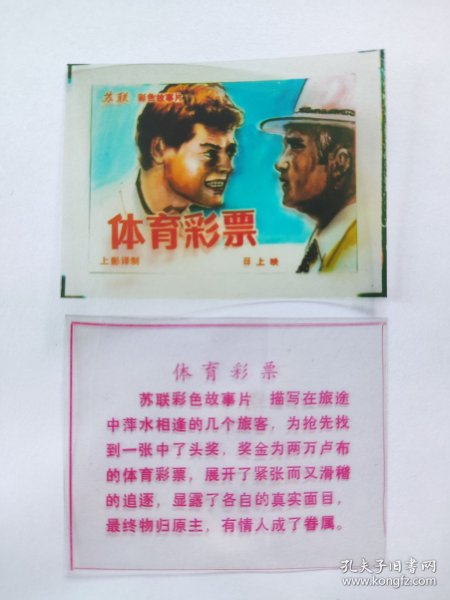 苏联 彩色故事片
体育彩票
上影译制 日上映
体育彩票
苏联彩色故事片 描写在旅途
中萍水相逢的几个旅客，为抢先找
到一张中了头奖，奖金为两万卢布
的体育彩票，展开了紧张而又滑稽
的追逐，显露了各自的真实面目，
最终物归原主，有情人成了眷属。
孔夫子旧书网
www.kongfz.com